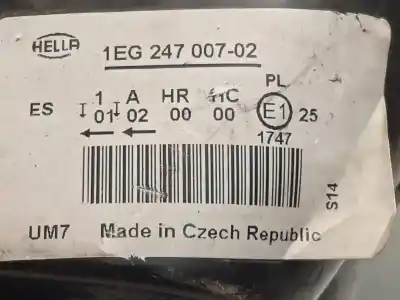 HELLA 1EG 247 007-02
PL
ES 1 A HR HC E1 25
01 02 00 00
1747
S14
UM7 Made in Czech Republic